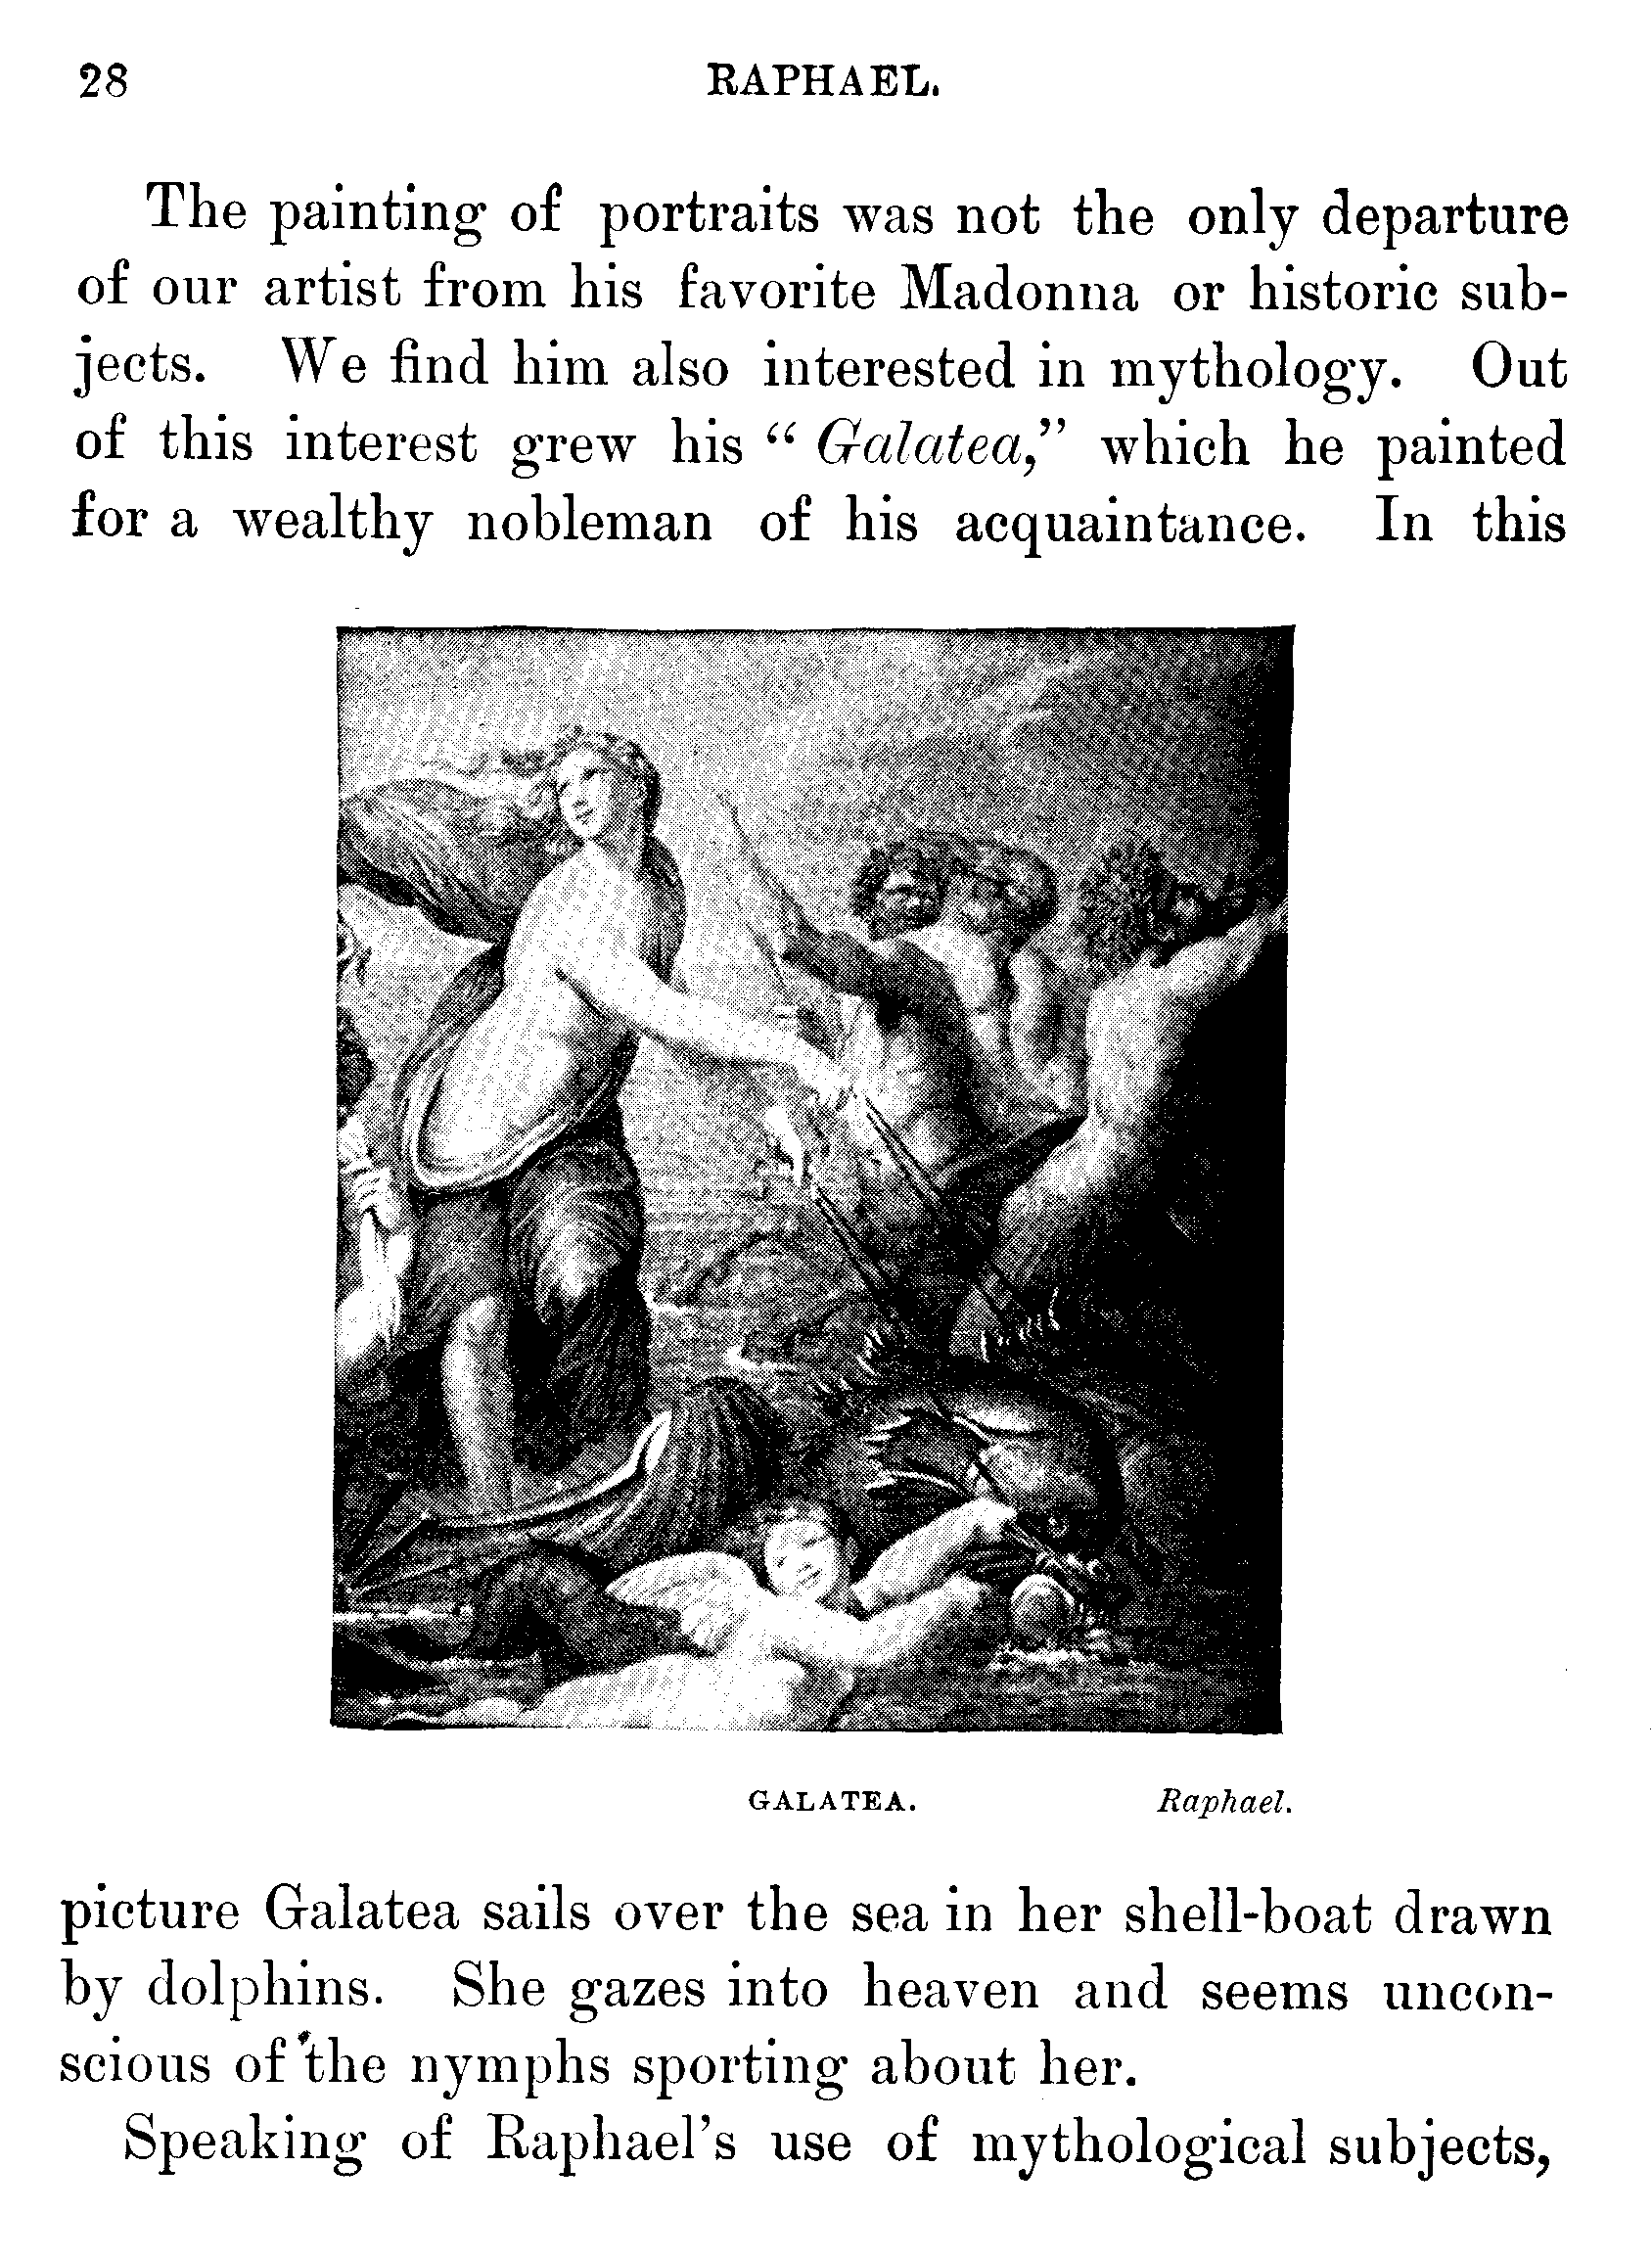 28 RAPHAEL.
The painting of portraits was not the only departure
of our artist from his favorite Madonna or historic sub-
jects. We find him also interested in mythology. Out
of this interest grew his “Galatea,” which he painted
for a wealthy nobleman of his acquaintance. In this
GALATEA. Raphael.
picture Galatea sails over the sea in her shell-boat drawn
by dolphins. She gazes into heaven and seems uncon-
scious of the nymphs sporting about her.
Speaking of Raphael’s use of mythological subjects,